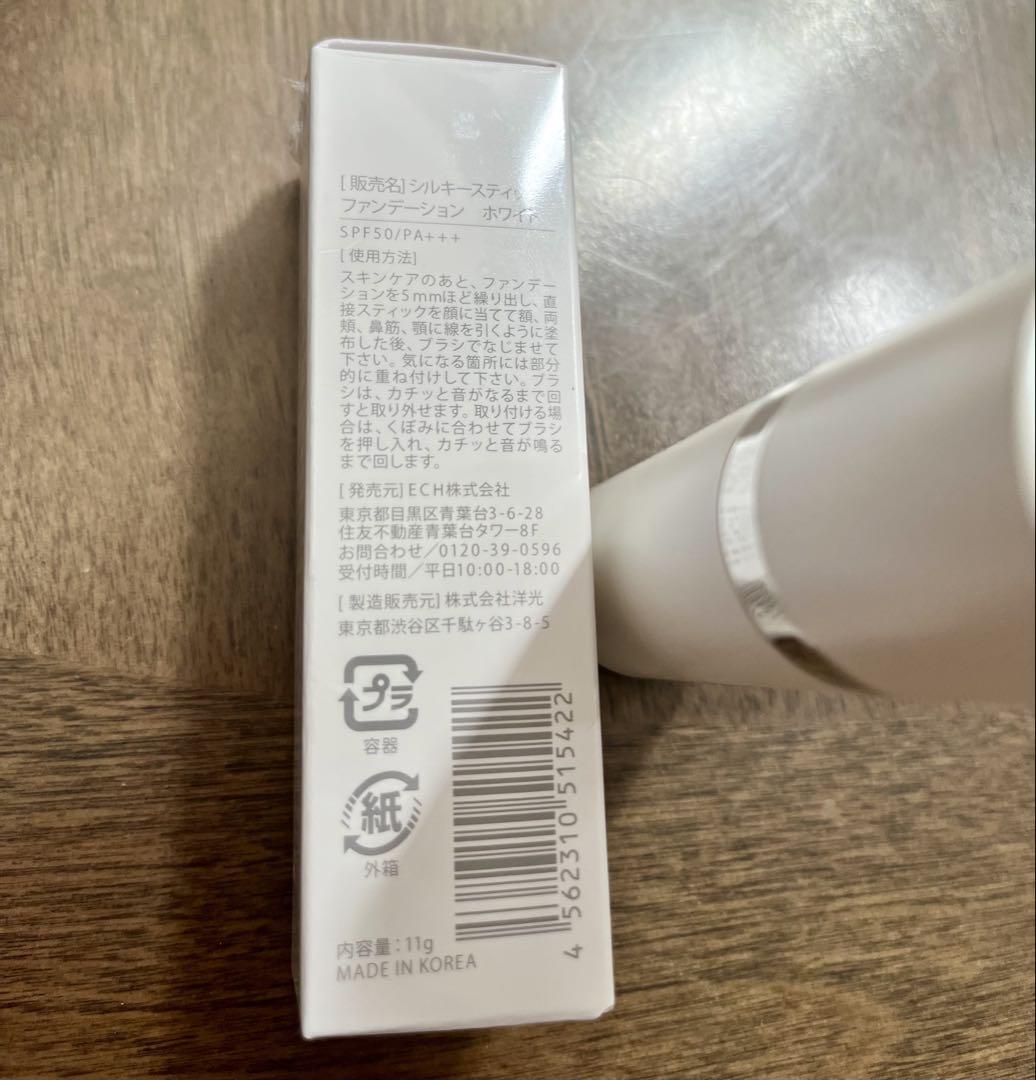 [販売名]シルキースティック
ファンデーション　ホワイト
SPF50/PA+++
[使用方法]
スキンケアのあと、ファンデー
ションを5mmほど繰り出し、直
接スティックを顔に当てて額、両
頬、鼻筋、顎に線を引くように塗
布した後、ブラシでなじませて
下さい。気になる箇所には部分
的に重ね付けして下さい。ブラ
シは、カチッと音がなるまで回
すと取り外せます。取り付ける場
合は、くぼみに合わせてブラシ
を押し入れ、カチッと音が鳴る
まで回します。
[発売元]ECH株式会社
東京都目黒区青葉台3-6-28
住友不動産青葉台タワー8F
お問合わせ／0120-39-0596
受付時間／平日10:00-18:00
[製造販売元]株式会社洋光
東京都渋谷区千駄ヶ谷3-8-5
プラ
容器
紙
外箱
4562310515422
内容量：11g
MADE IN KOREA